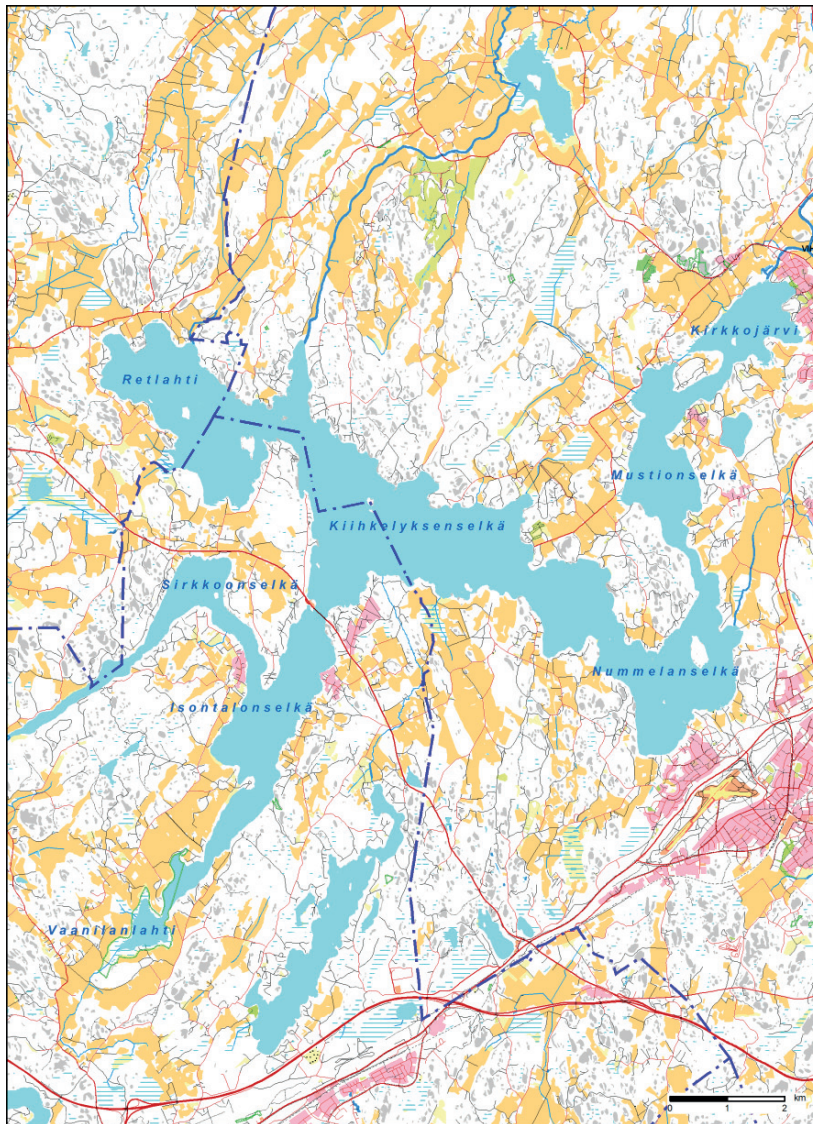 Kirkkojärvi
Retlahti
Mustionselkä
Kiihkelyksenselkä
Sirkkoonselkä
Nummelanselkä
Isontalonselkä
Vaanilanlahti
km
0 1 2